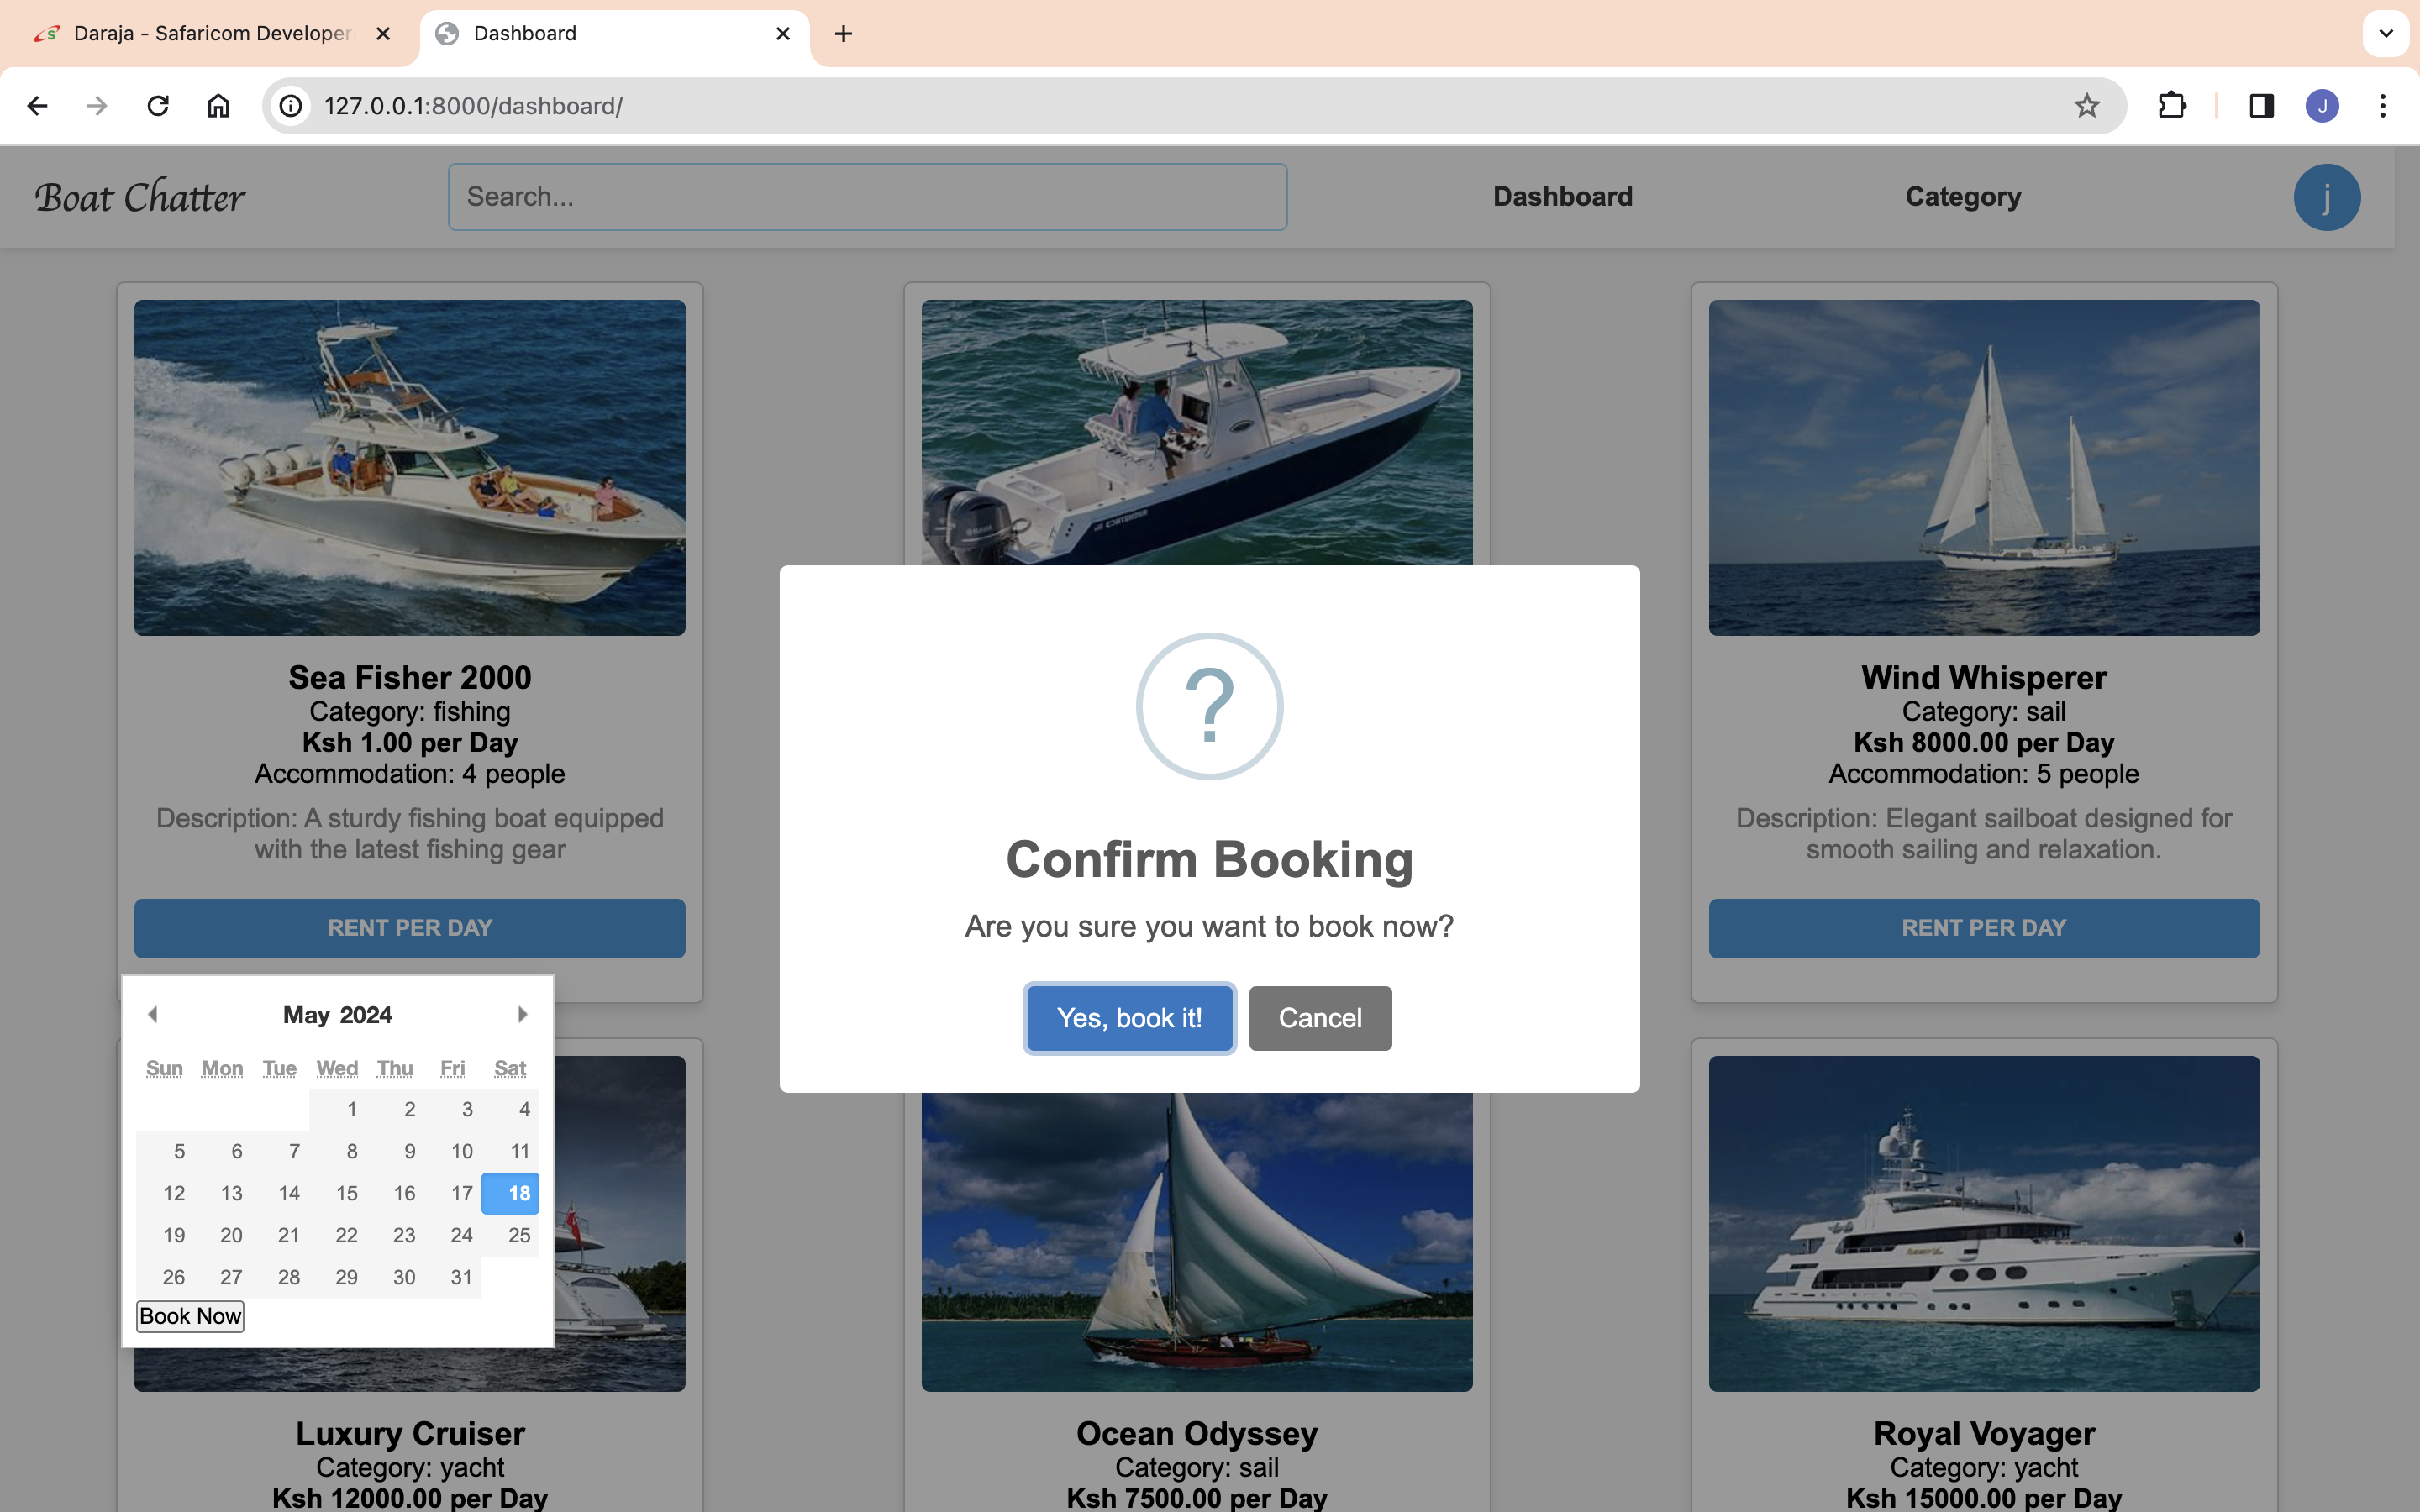 Daraja - Safaricom Developer
Dashboard
127.0.0.1:8000/dashboard/
J
Boat Chatter
Search...
Dashboard
Category
j
CONTENDER
Sea Fisher 2000
Category: fishing
Ksh 1.00 per Day
Accommodation: 4 people
Description: A sturdy fishing boat equipped
with the latest fishing gear
RENT PER DAY
?
Confirm Booking
Are you sure you want to book now?
Yes, book it!
Cancel
Wind Whisperer
Category: sail
Ksh 8000.00 per Day
Accommodation: 5 people
Description: Elegant sailboat designed for
smooth sailing and relaxation.
RENT PER DAY
May 2024
Sun Mon Tue Wed Thu Fri Sat
1 2 3 4
5 6 7 8 9 10 11
12 13 14 15 16 17 18
19 20 21 22 23 24 25
26 27 28 29 30 31
Book Now
Luxury Cruiser
Category: yacht
Ksh 12000.00 per Day
Ocean Odyssey
Category: sail
Ksh 7500.00 per Day
Royal Voyager
Category: yacht
Ksh 15000.00 per Day